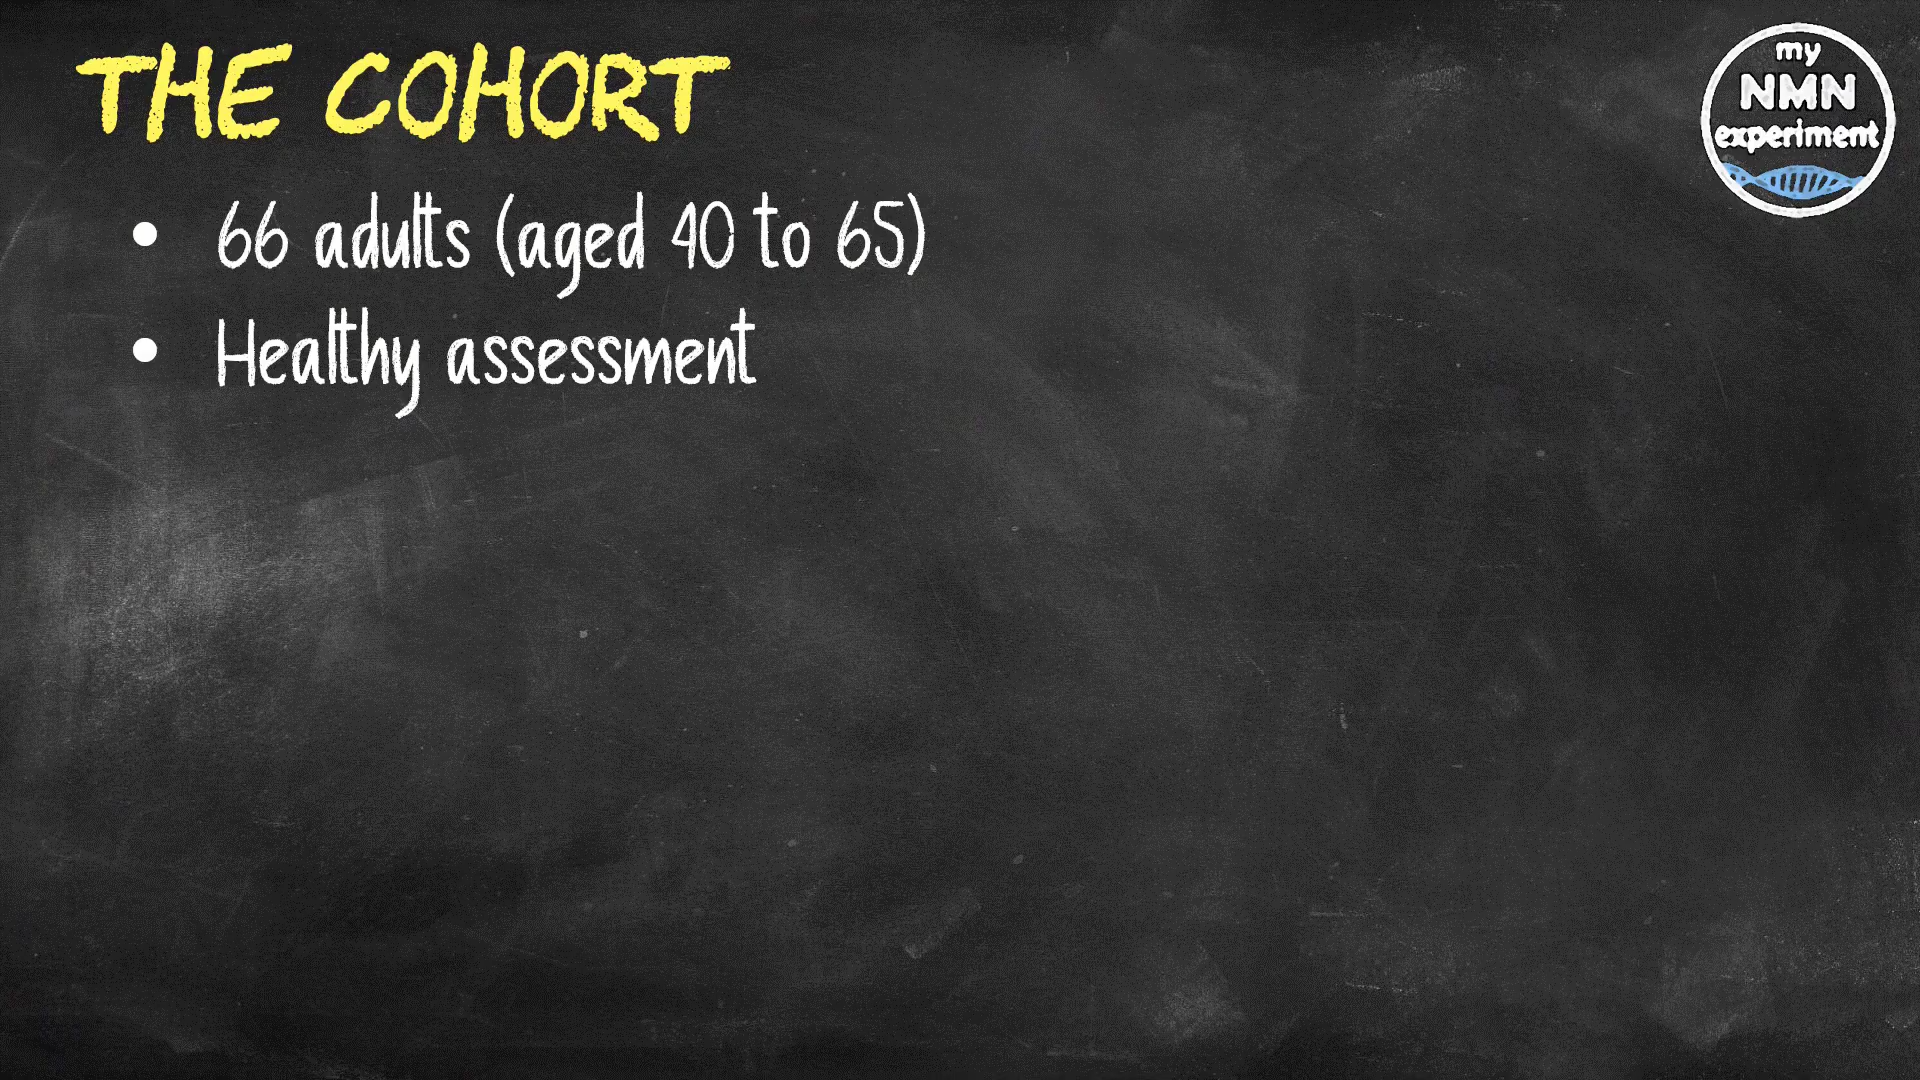 THE COHORT
my
NMN
experiment
• 66 adults (aged 40 to 65)
• Healthy assessment